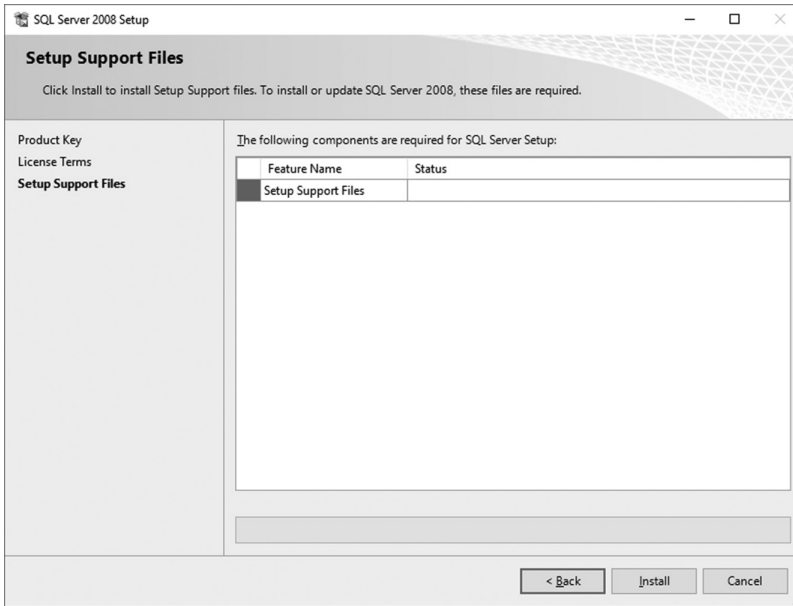 SQL Server 2008 Setup
Setup Support Files
Click Install to install Setup Support files. To install or update SQL Server 2008, these files are required.
Product Key
License Terms
Setup Support Files
The following components are required for SQL Server Setup:
Feature Name Status
Setup Support Files
< Back Install Cancel